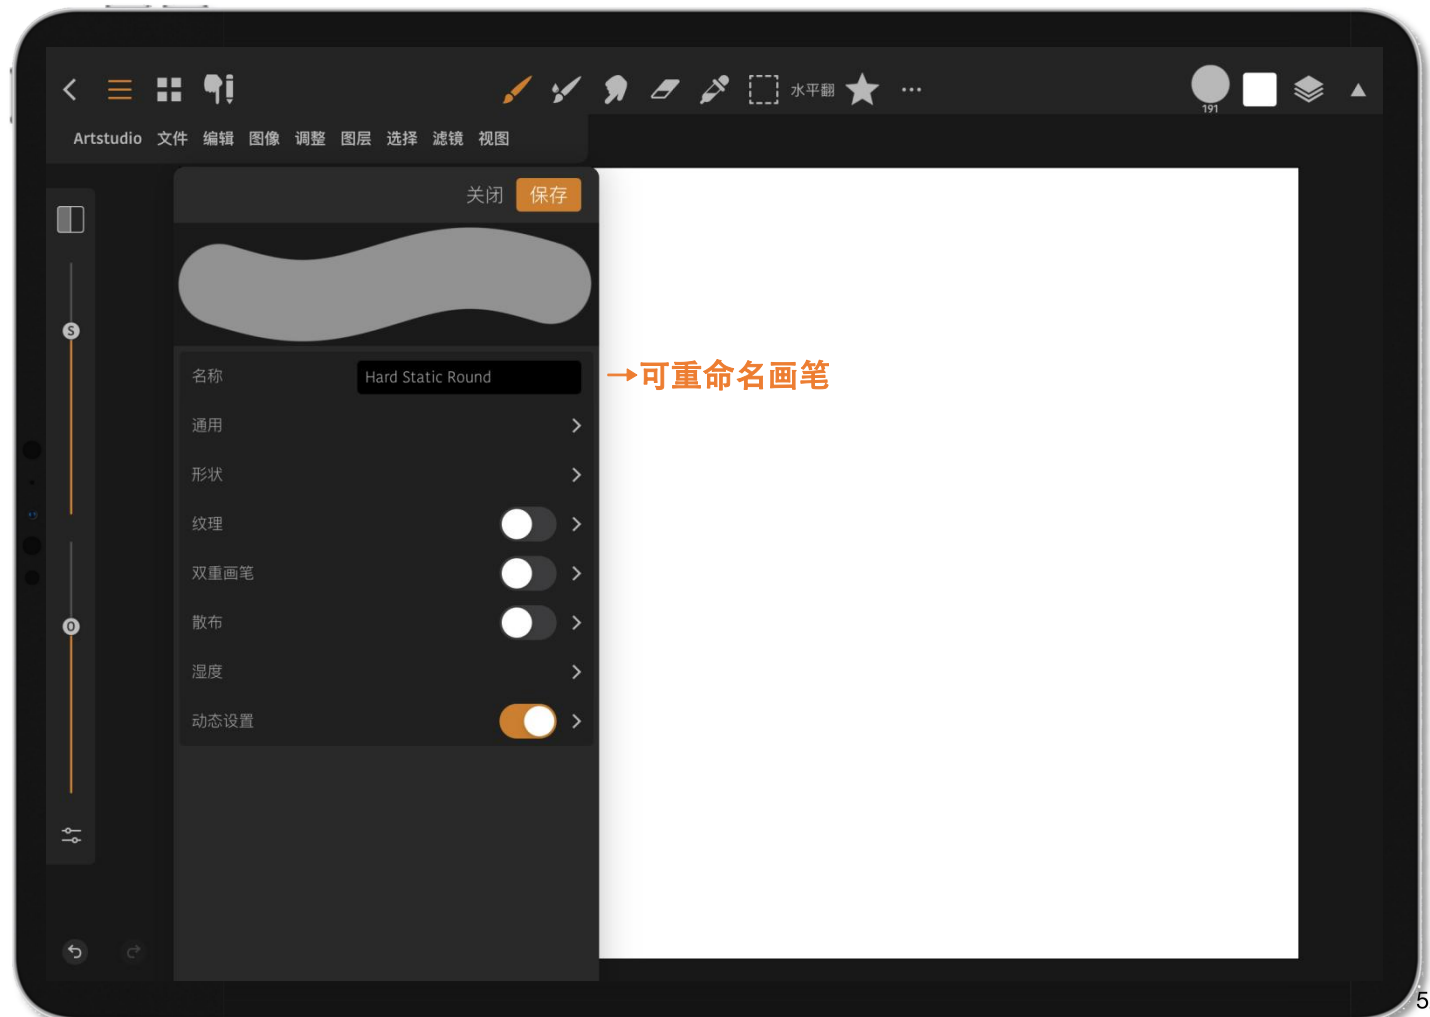 水平翻
191
Artstudio 文件 编辑 图像 调整 图层 选择 滤镜 视图
关闭 保存
S
名称 Hard Static Round →可重命名画笔
通用
形状
纹理
双重画笔
散布
O
湿度
动态设置
5